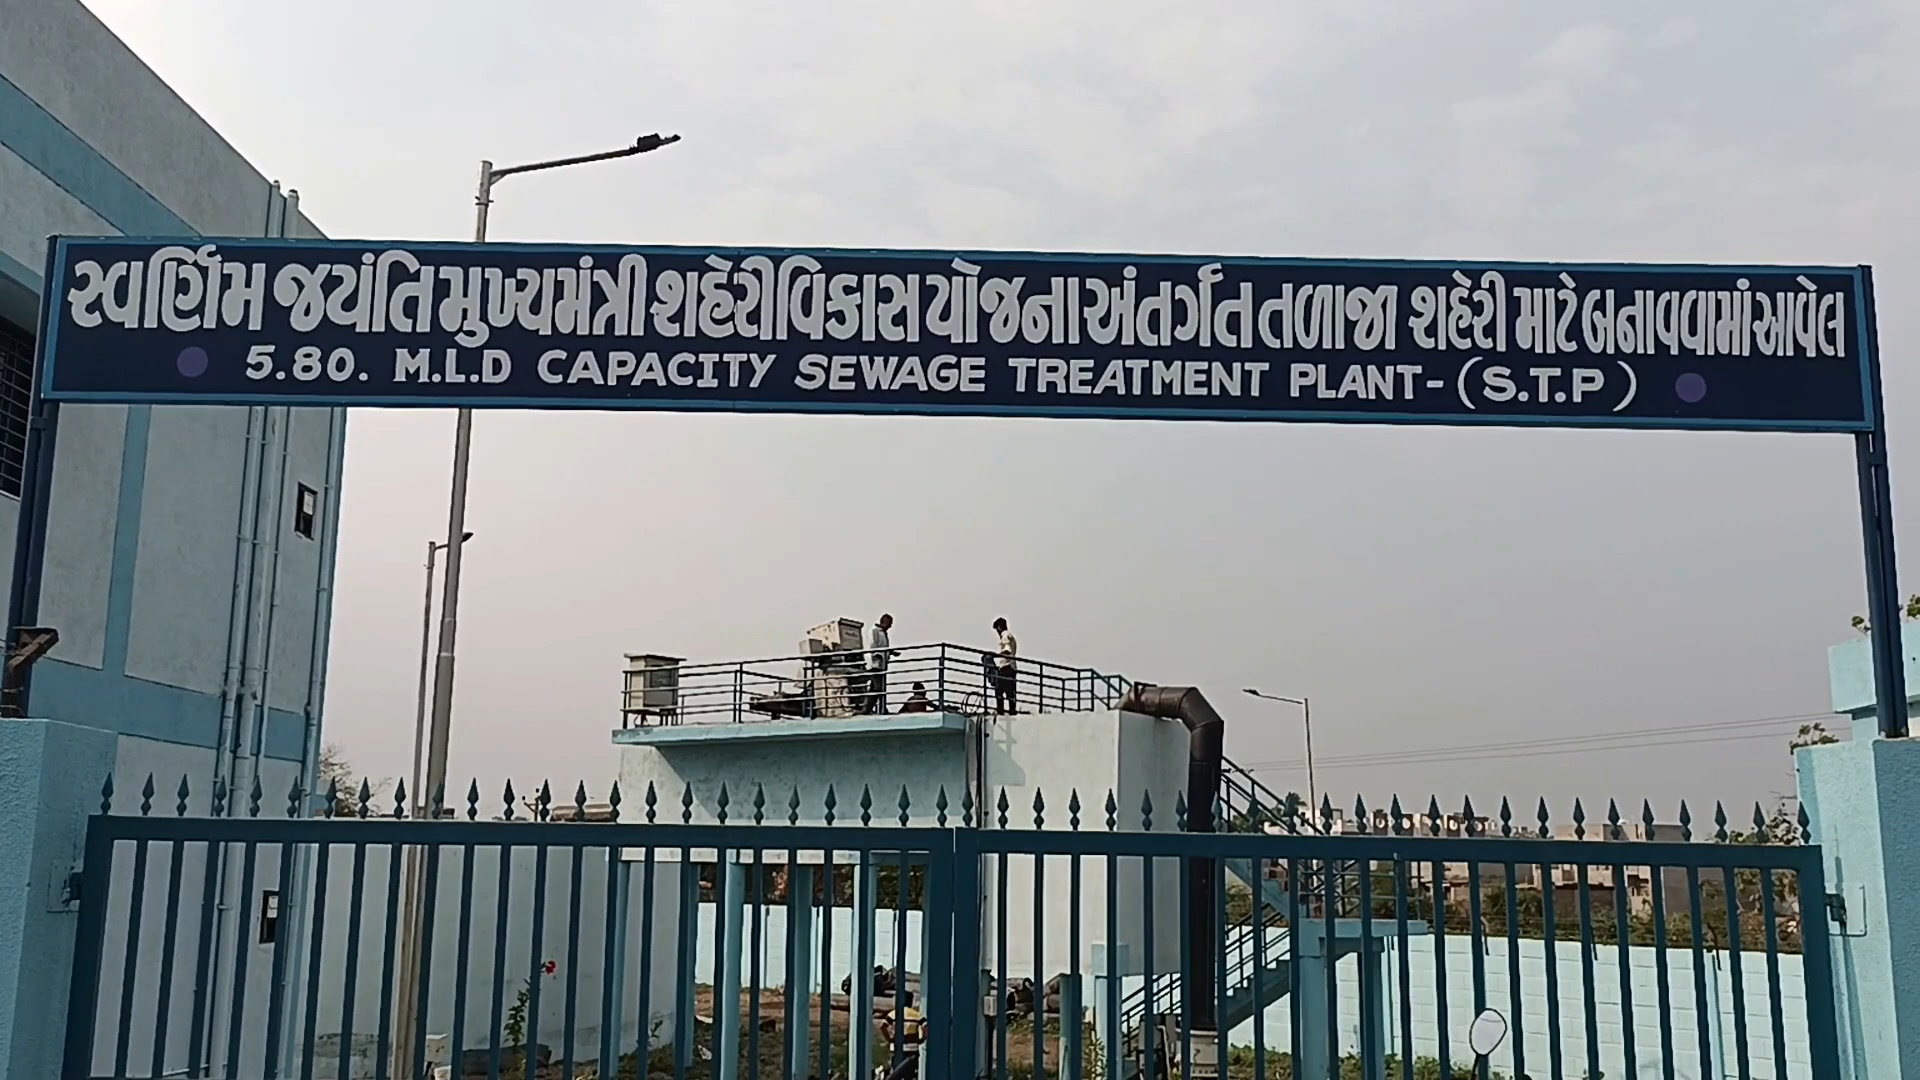 સ્વર્ણિમ જયંતિ મુખ્યમંત્રી શહેરી વિકાસ યોજના અંતર્ગત તળાજા શહેરી માટે બનાવવામાં આવેલ
5.80. M.L.D CAPACITY SEWAGE TREATMENT PLANT-(S.T.P)